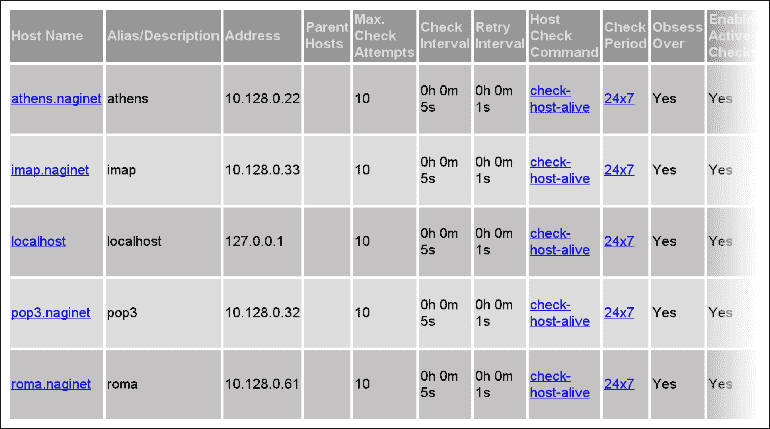 Host Name Alias/Description Address Parent Hosts Max. Check Attempts Check Interval Retry Interval Host Check Command Check Period Obsess Over Enable Active Check
athens.naginet athens 10.128.0.22 10 0h 0m 5s 0h 0m 1s check-host-alive 24x7 Yes Yes
imap.naginet imap 10.128.0.33 10 0h 0m 5s 0h 0m 1s check-host-alive 24x7 Yes Yes
localhost localhost 127.0.0.1 10 0h 0m 5s 0h 0m 1s check-host-alive 24x7 Yes Yes
pop3.naginet pop3 10.128.0.32 10 0h 0m 5s 0h 0m 1s check-host-alive 24x7 Yes Yes
roma.naginet roma 10.128.0.61 10 0h 0m 5s 0h 0m 1s check-host-alive 24x7 Yes Yes